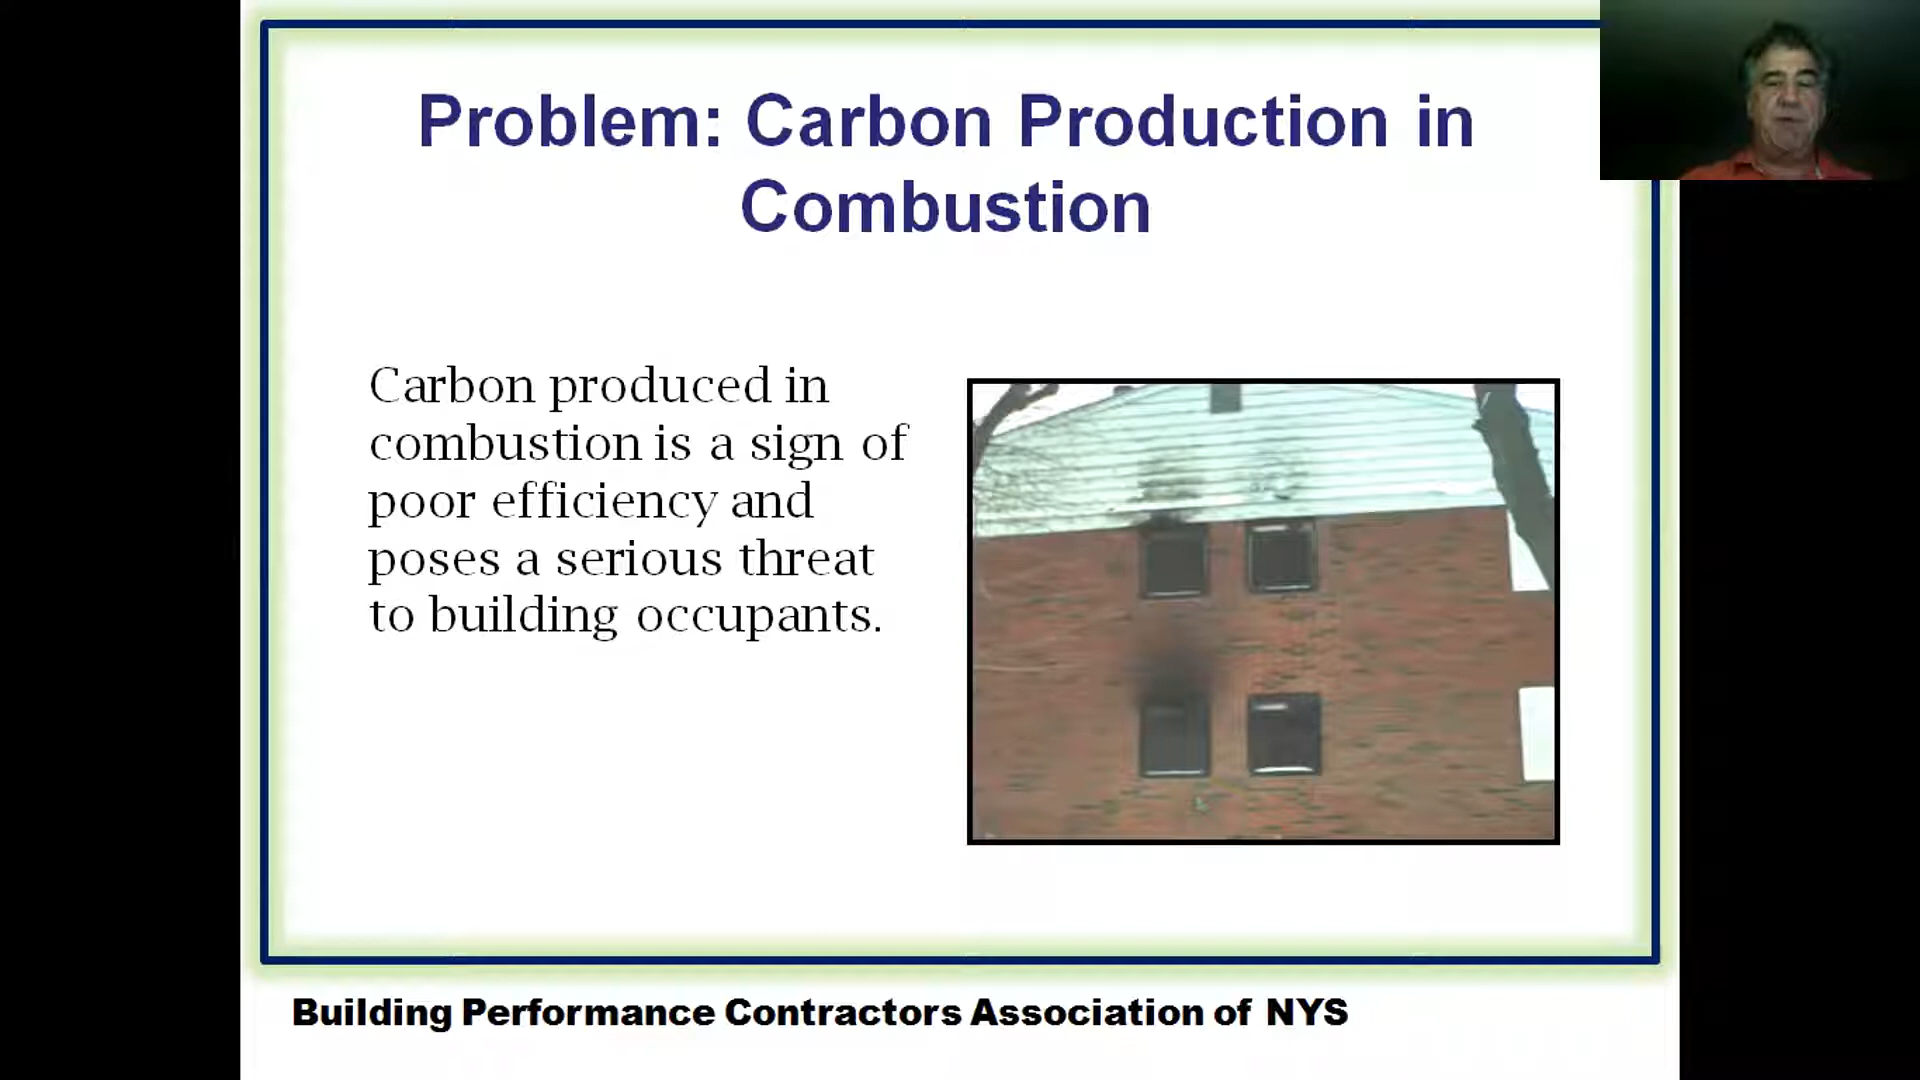 Problem: Carbon Production in
Combustion
Carbon produced in
combustion is a sign of
poor efficiency and
poses a serious threat
to building occupants.
Building Performance Contractors Association of NYS